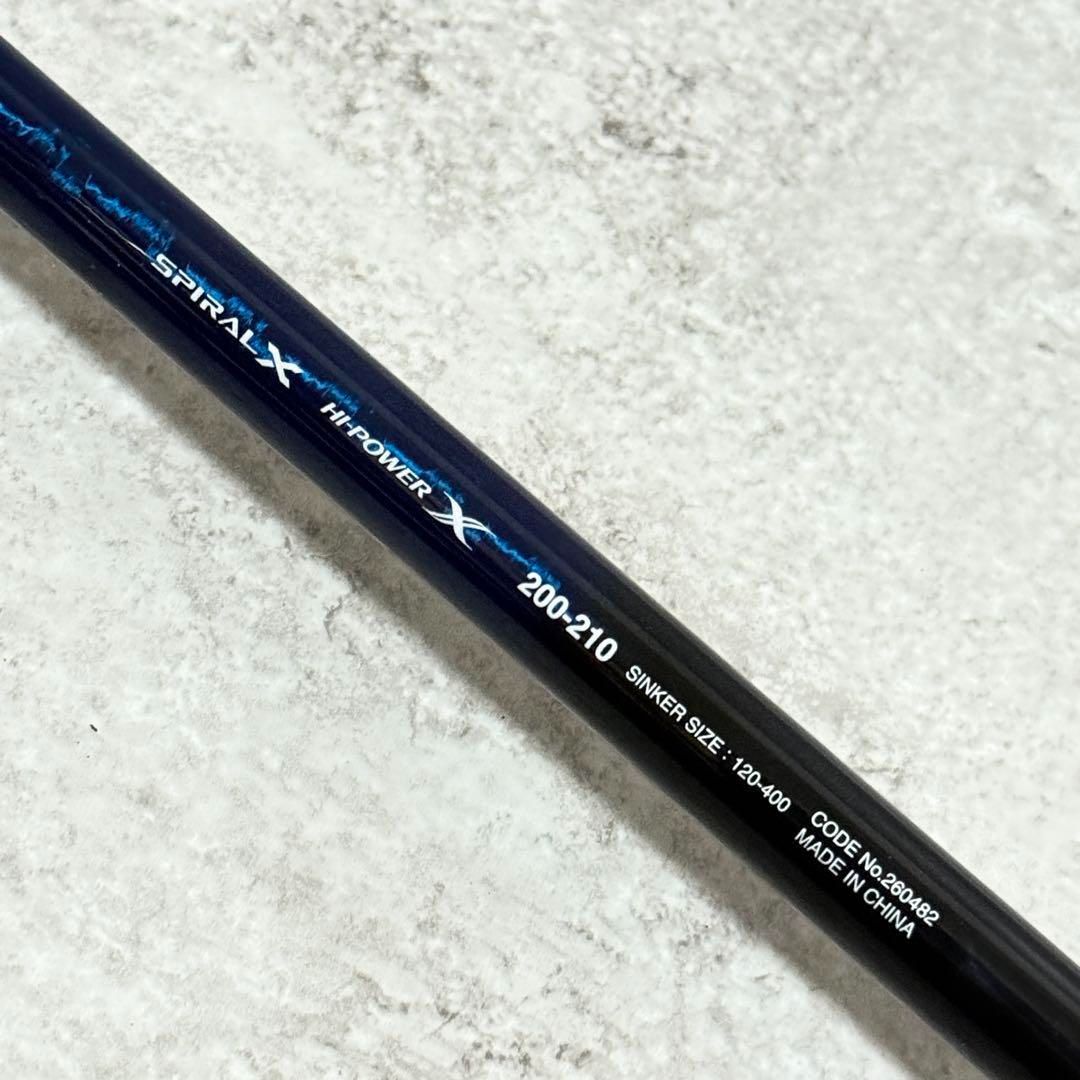 SPIRAL X
HI-POWER X
200-210
SINKER SIZE : 120-400
CODE No.260482
MADE IN CHINA